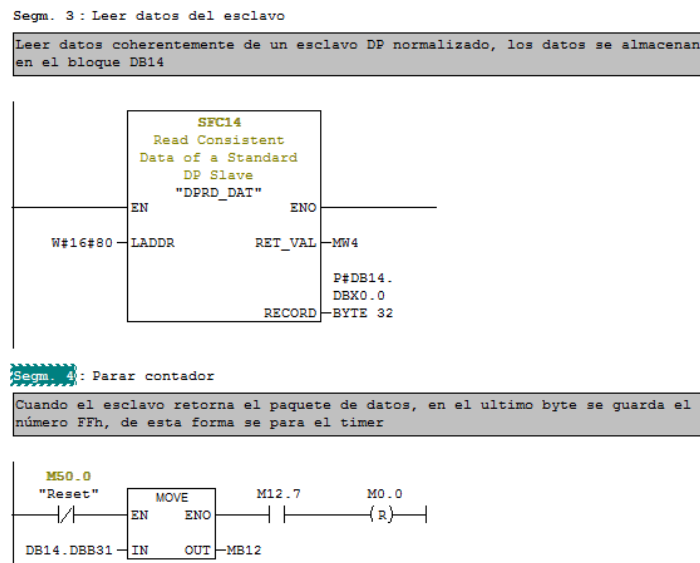 Segm. 3 : Leer datos del esclavo
Leer datos coherentemente de un esclavo DP normalizado, los datos se almacenan
en el bloque DB14
SFC14
Read Consistent
Data of a Standard
DP Slave
"DPRD_DAT"
EN ENO
W#16#80 LADDR RET_VAL MW4
P#DB14.
DBX0.0
RECORD BYTE 32
Segm. 4 : Parar contador
Cuando el esclavo retorna el paquete de datos, en el ultimo byte se guarda el
número FFh, de esta forma se para el timer
M50.0
"Reset" MOVE M12.7 M0.0
EN ENO R
DB14.DBB31 IN OUT MB12